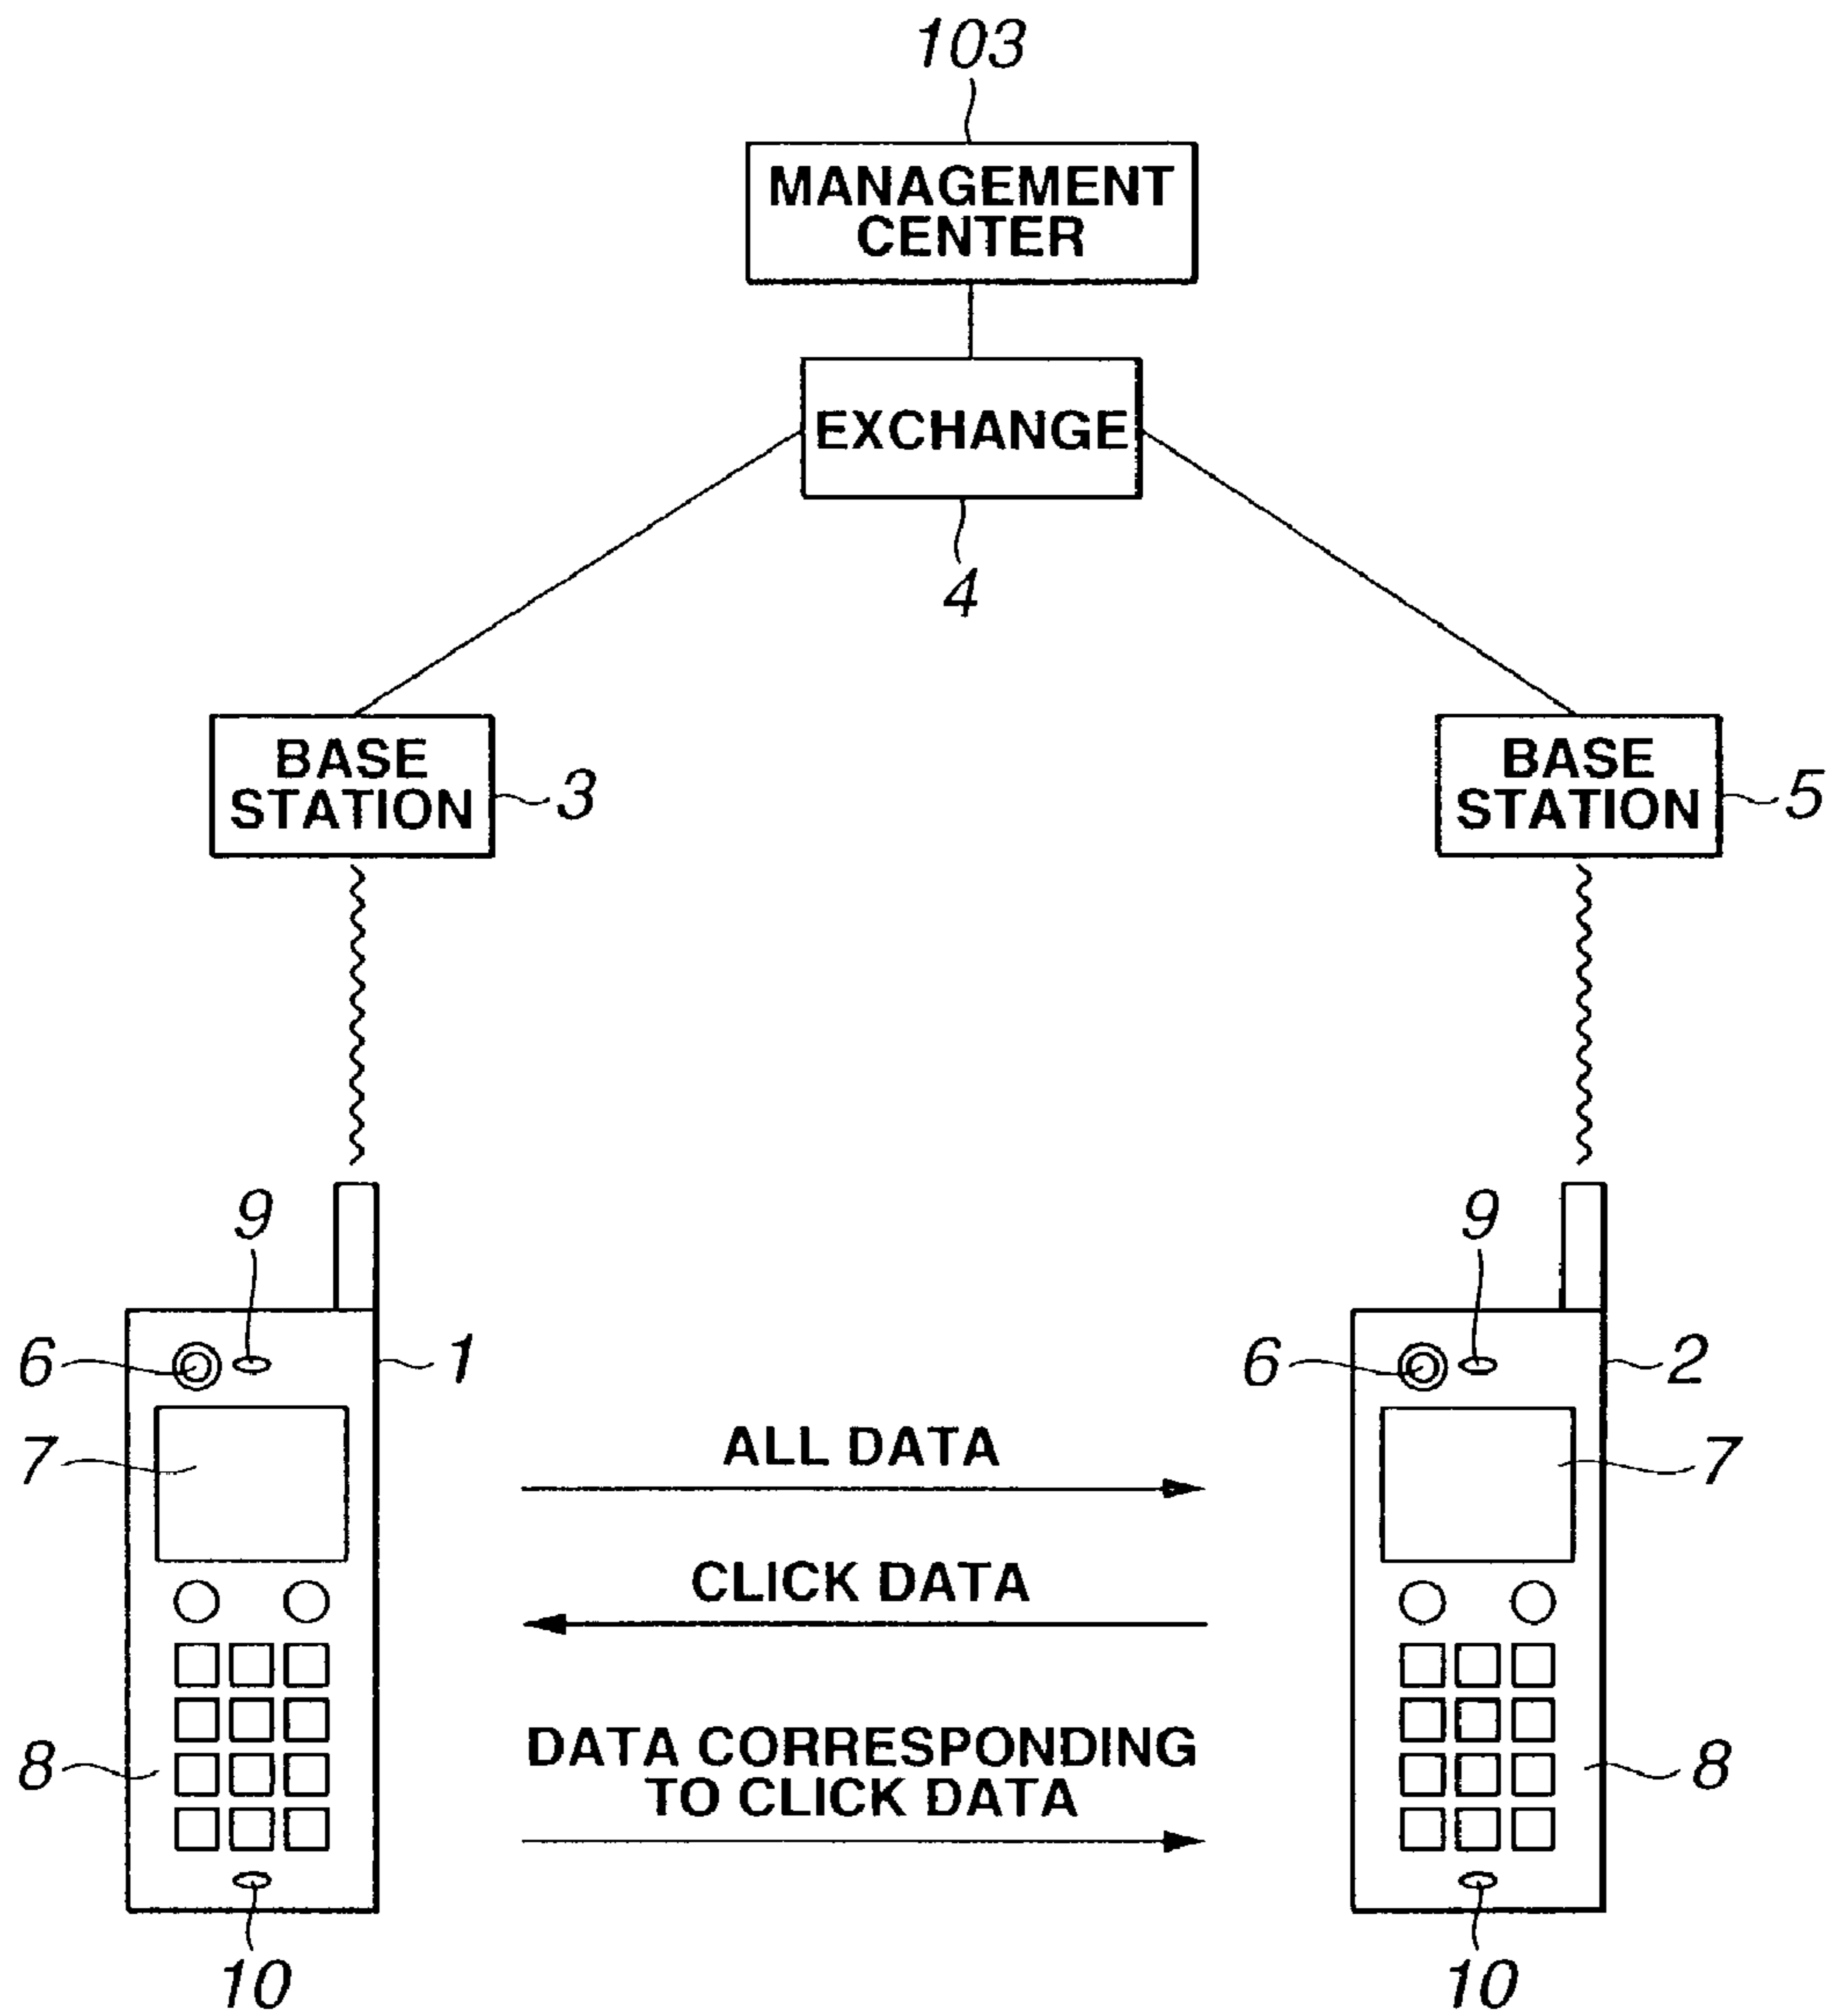 103
MANAGEMENT
CENTER
EXCHANGE
4
BASE
STATION
3
BASE
STATION
5
9
9
6
1
6
2
7
7
ALL DATA
CLICK DATA
DATA CORRESPONDING
TO CLICK DATA
8
8
10
10